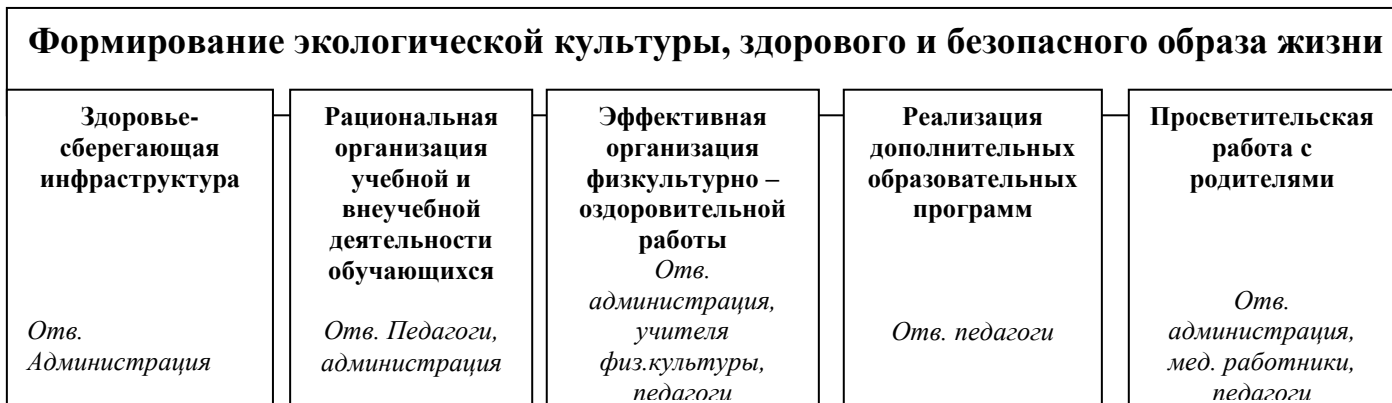 Формирование экологической культуры, здорового и безопасного образа жизни
Здоровье-
сберегающая
инфраструктура
Отв.
Администрация
Рациональная
организация
учебной и
внеучебной
деятельности
обучающихся
Отв. Педагоги,
администрация
Эффективная
организация
физкультурно –
оздоровительной
работы
Отв.
администрация,
учителя
физ.культуры,
педагоги
Реализация
дополнительных
образовательных
программ
Отв. педагоги
Просветительская
работа с
родителями
Отв.
администрация,
мед. работники,
педагоги